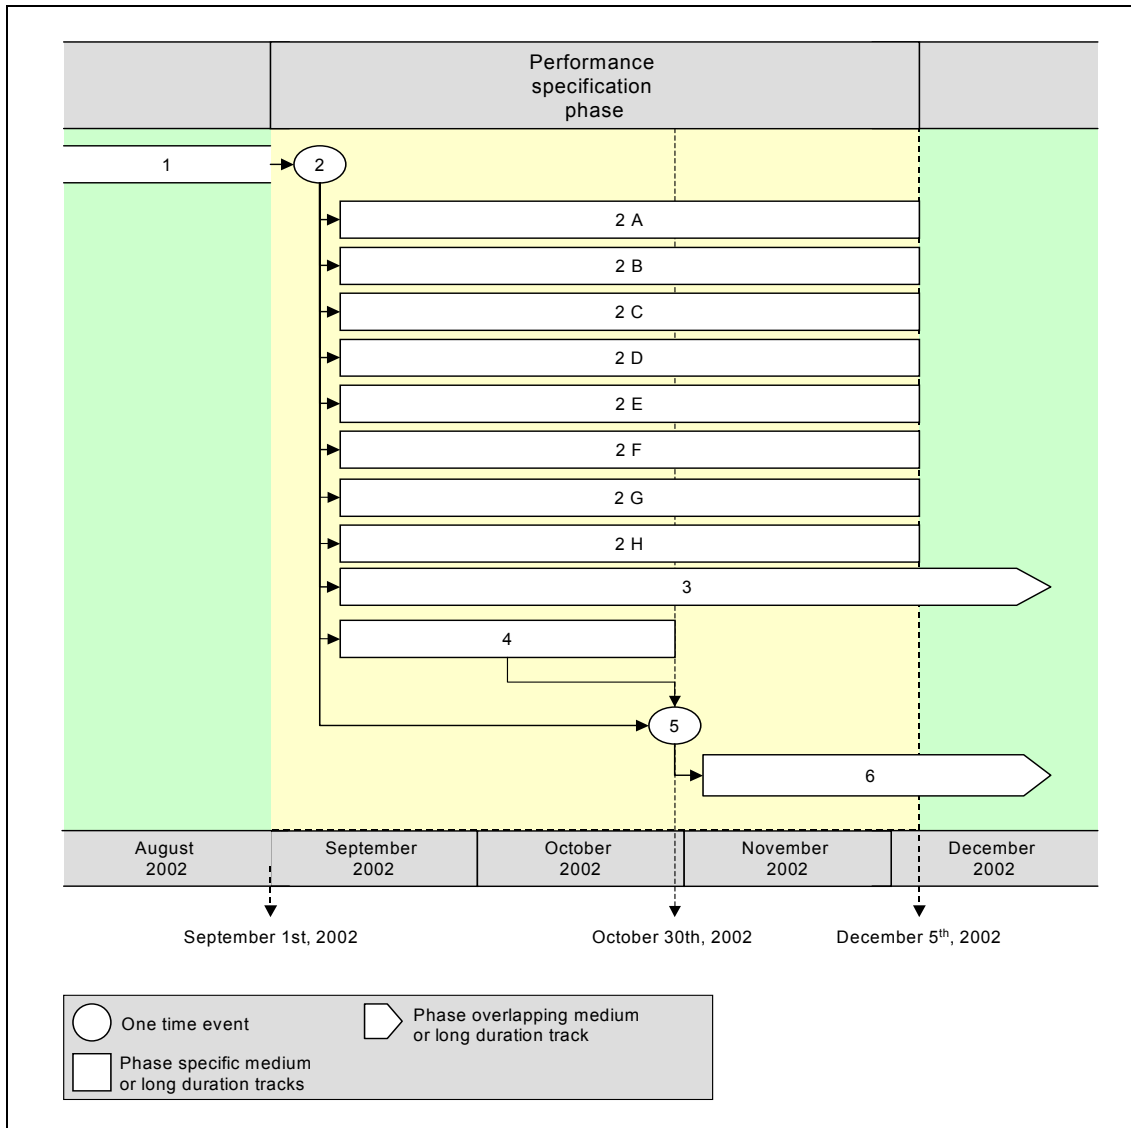 Performance
specification
phase
1
2
2 A
2 B
2 C
2 D
2 E
2 F
2 G
2 H
3
4
5
6
August
2002
September
2002
October
2002
November
2002
December
2002
September 1st, 2002
October 30th, 2002
December 5th, 2002
One time event
Phase overlapping medium
or long duration track
Phase specific medium
or long duration tracks